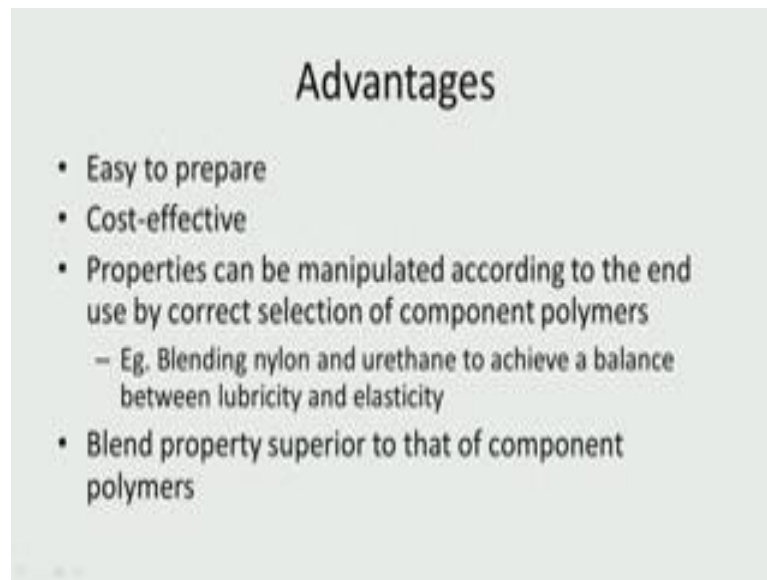 Advantages
• Easy to prepare
• Cost-effective
• Properties can be manipulated according to the end
use by correct selection of component polymers
– Eg. Blending nylon and urethane to achieve a balance
between lubricity and elasticity
• Blend property superior to that of component
polymers